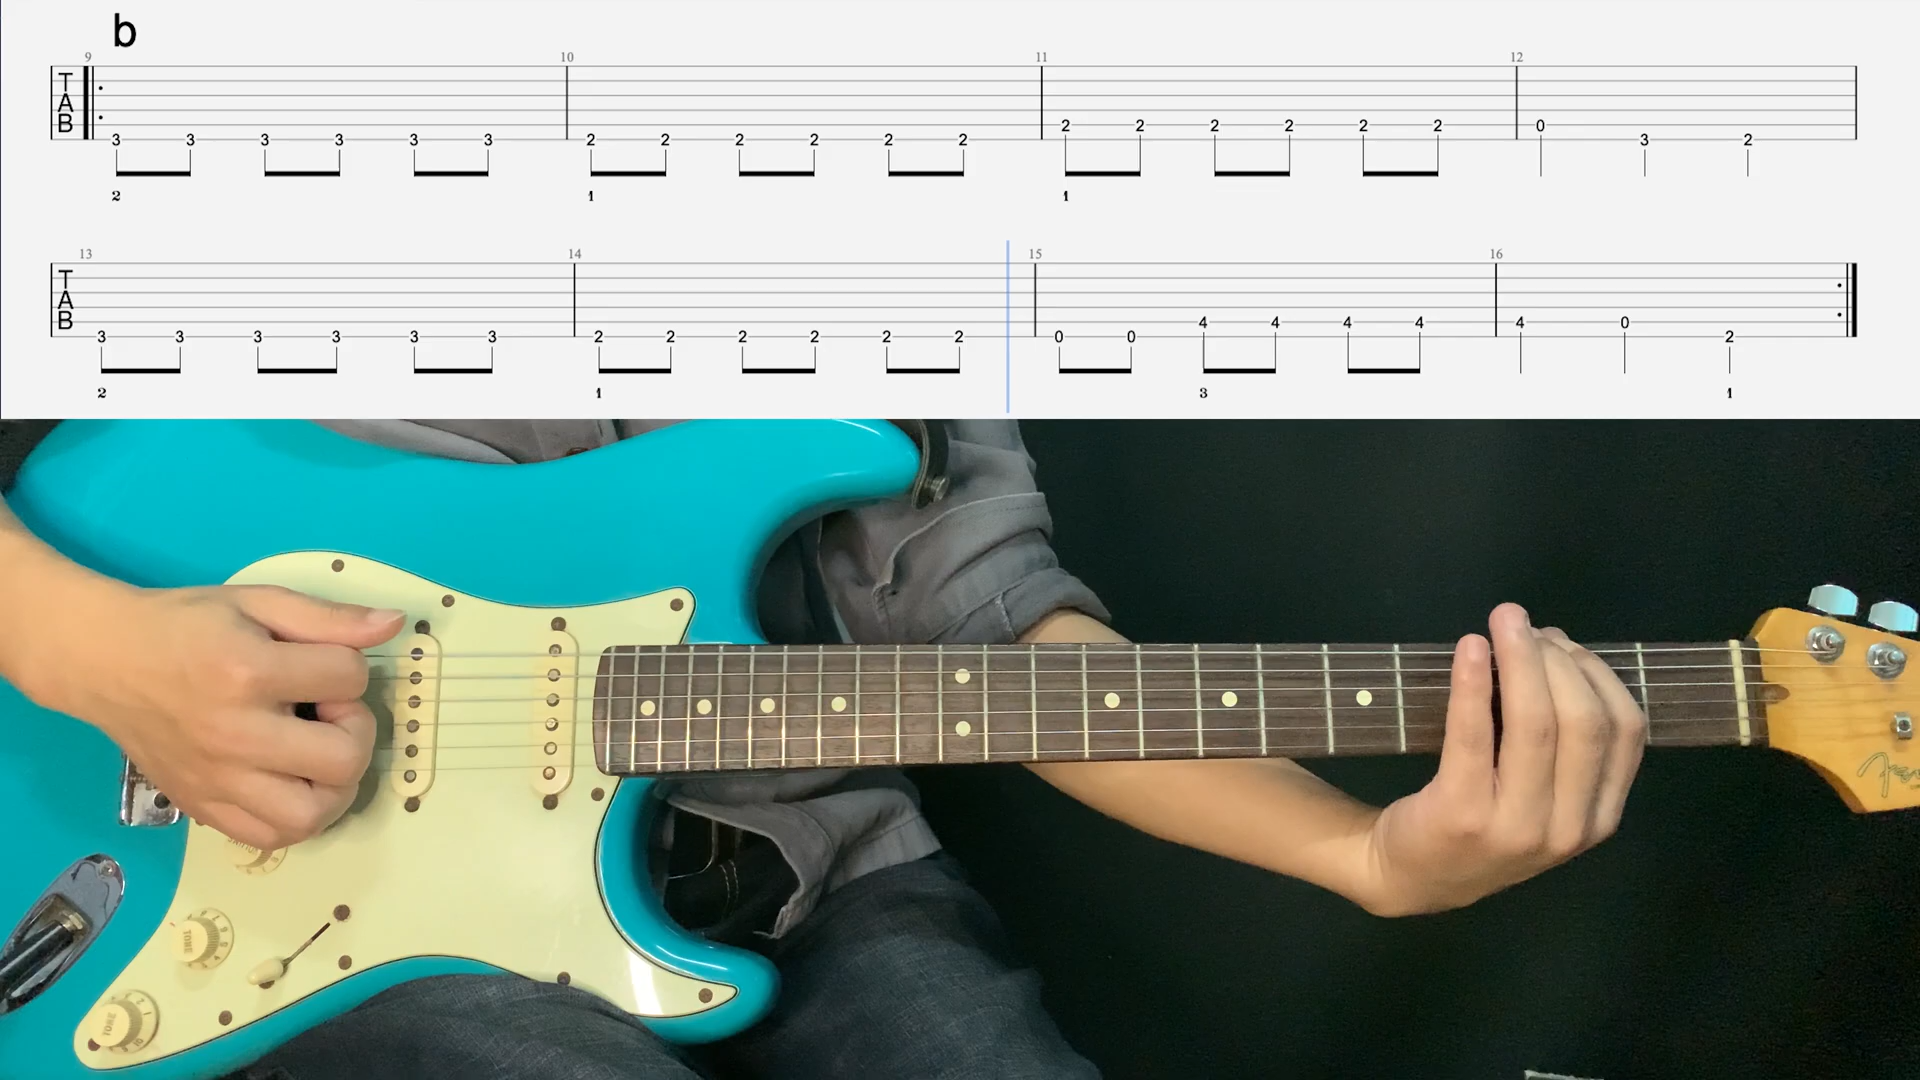 b
9 10 11 12
T
A
B
3 3 3 3 3 3 2 2 2 2 2 2 2 2 2 2 2 2 0 3 2
2 1 1
13 14 15 16
T
A
B
3 3 3 3 3 3 2 2 2 2 2 2 0 0 4 4 4 4 4 0 2
2 1 3 1
TONE
TONE